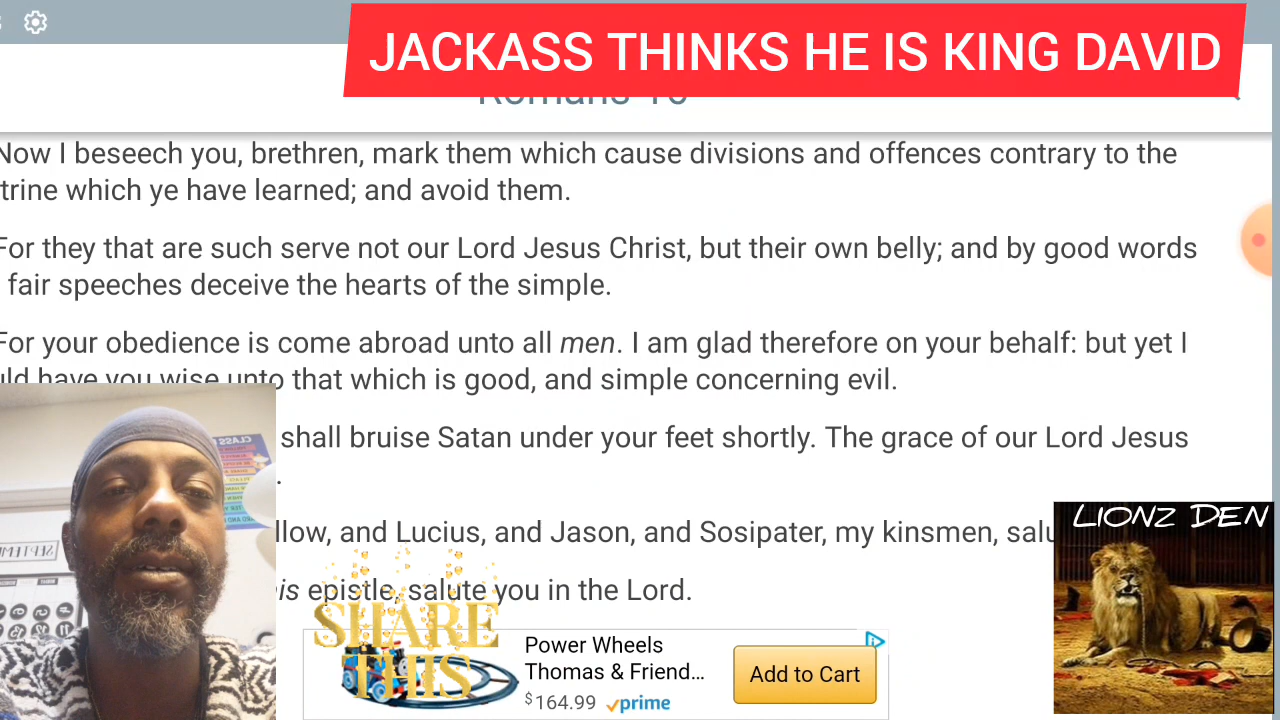 JACKASS THINKS HE IS KING DAVID
Romans 16
Now I beseech you, brethren, mark them which cause divisions and offences contrary to the
trine which ye have learned; and avoid them.
For they that are such serve not our Lord Jesus Christ, but their own belly; and by good words
fair speeches deceive the hearts of the simple.
For your obedience is come abroad unto all men. I am glad therefore on your behalf: but yet I
uld have you wise unto that which is good, and simple concerning evil.
shall bruise Satan under your feet shortly. The grace of our Lord Jesus
.
llow, and Lucius, and Jason, and Sosipater, my kinsmen, salu
his epistle, salute you in the Lord.
LIONZ DEN
SHARE
THIS
Power Wheels
Thomas & Friend...
$164.99 prime
Add to Cart
CLASS
SEPTEM